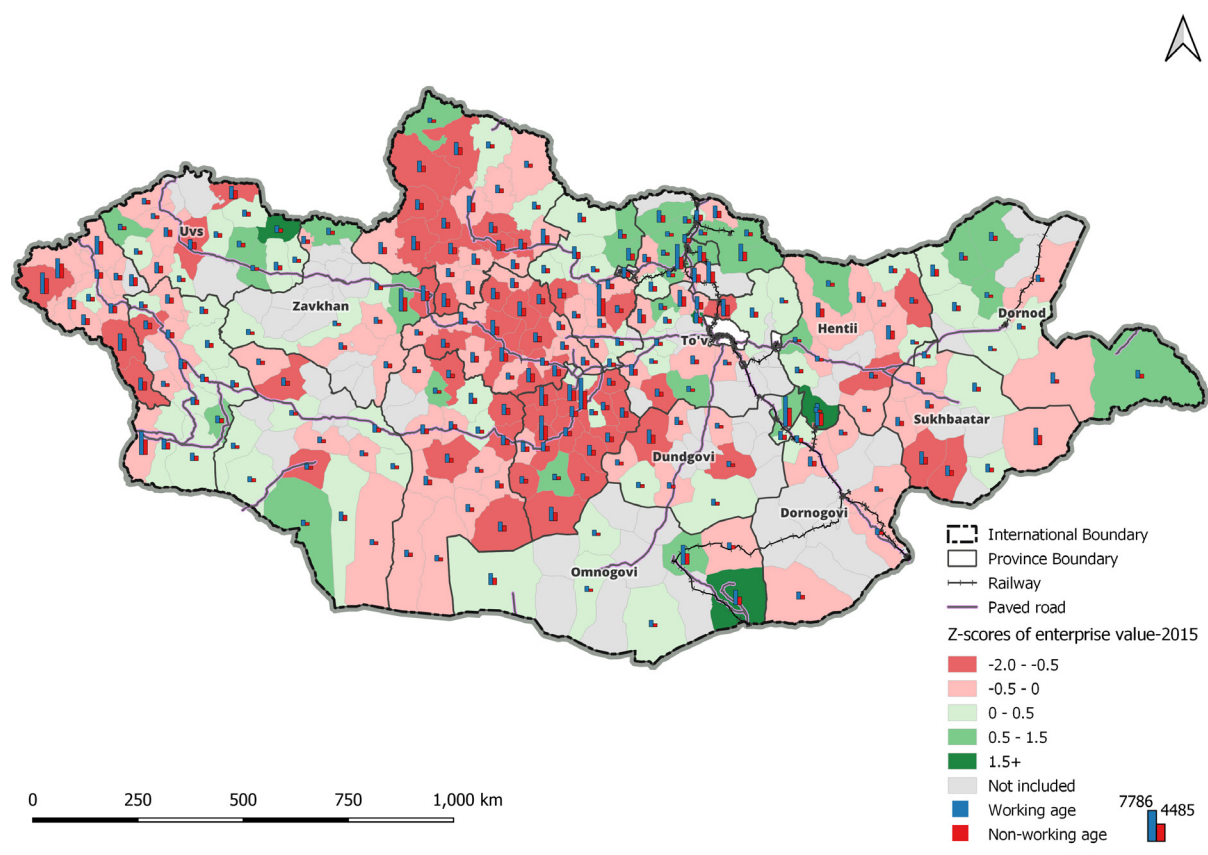 Uvs
Zavkhan
To'v
Hentii
Dornod
Sukhbaatar
Dundgovi
Dornogovi
Omnogovi
International Boundary
Province Boundary
Railway
Paved road
Z-scores of enterprise value-2015
-2.0 - -0.5
-0.5 - 0
0 - 0.5
0.5 - 1.5
1.5+
Not included
Working age
Non-working age
7786
4485
0 250 500 750 1,000 km